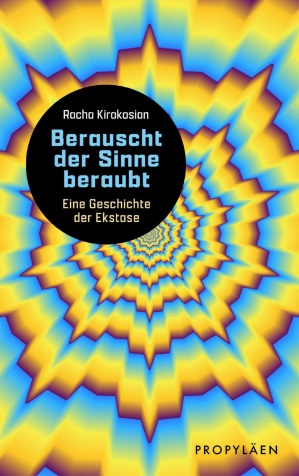 Racha Kirakosian
Berauscht
der Sinne
beraubt
Eine Geschichte
der Ekstase
PROPYLÄEN